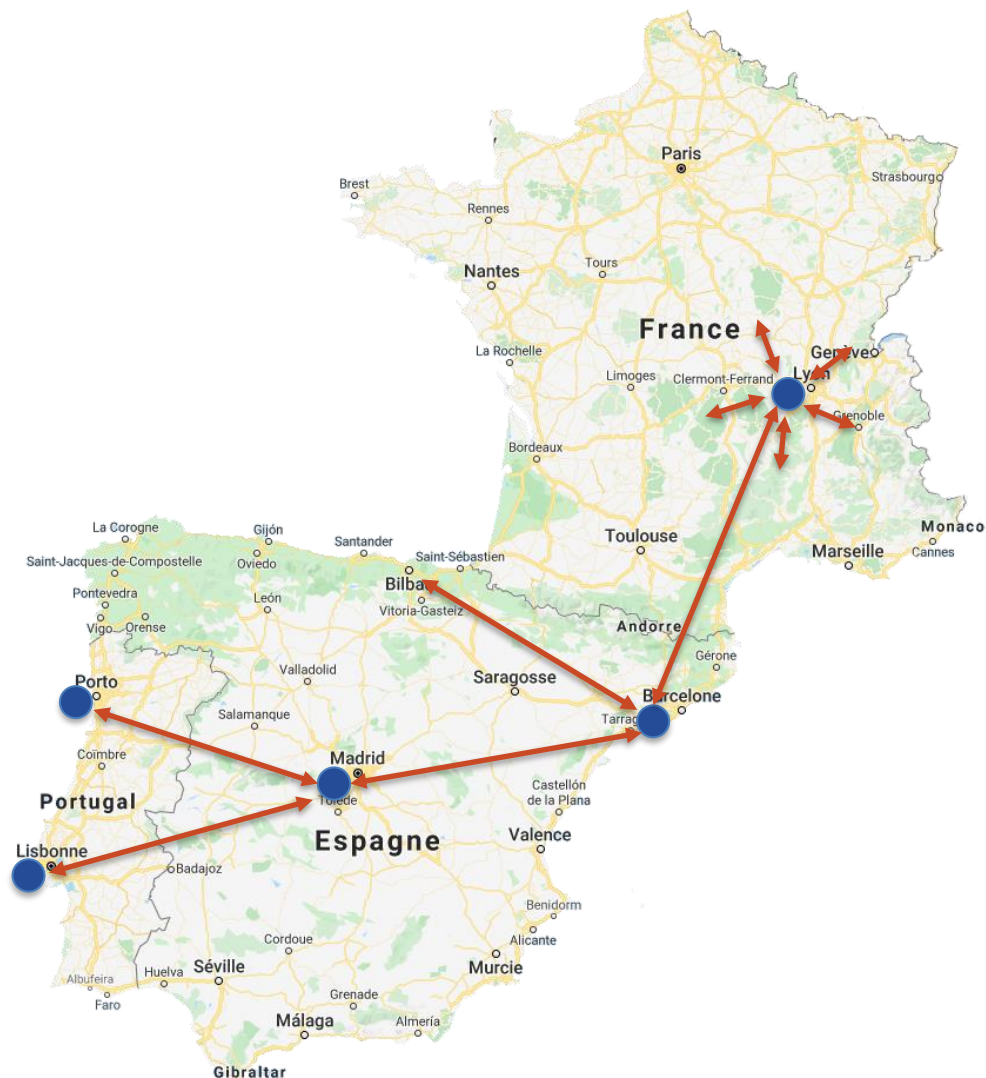 Paris
Strasbourg
Brest
Rennes
Tours
Nantes
France
La Rochelle
Genève
Limoges
Clermont-Ferrand
Grenoble
Bordeaux
Toulouse
Monaco
Marseille
Cannes
La Corogne
Gijón
Santander
Saint-Sébastien
Saint-Jacques-de-Compostelle
Oviedo
Pontevedra
León
Vitoria-Gasteiz
Vigo
Orense
Andorre
Gérone
Valladolid
Saragosse
Porto
Barcelone
Salamanque
Madrid
Coïmbre
Castellón
de la Plana
Portugal
Tolède
Espagne
Valence
Lisbonne
Badajoz
Benidorm
Alicante
Cordoue
Murcie
Séville
Huelva
Albufeira
Faro
Grenade
Málaga
Almería
Gibraltar